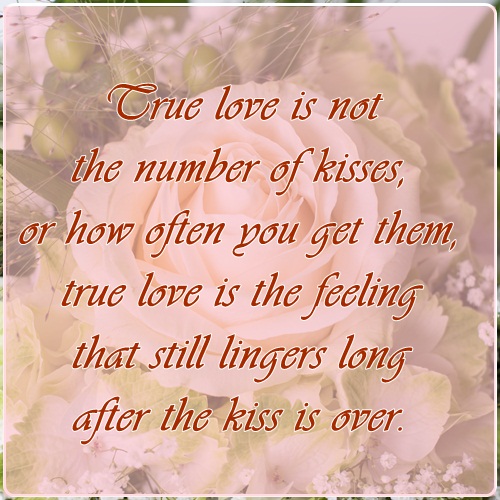 True love is not
the number of kisses,
or how often you get them,
true love is the feeling
that still lingers long
after the kiss is over.